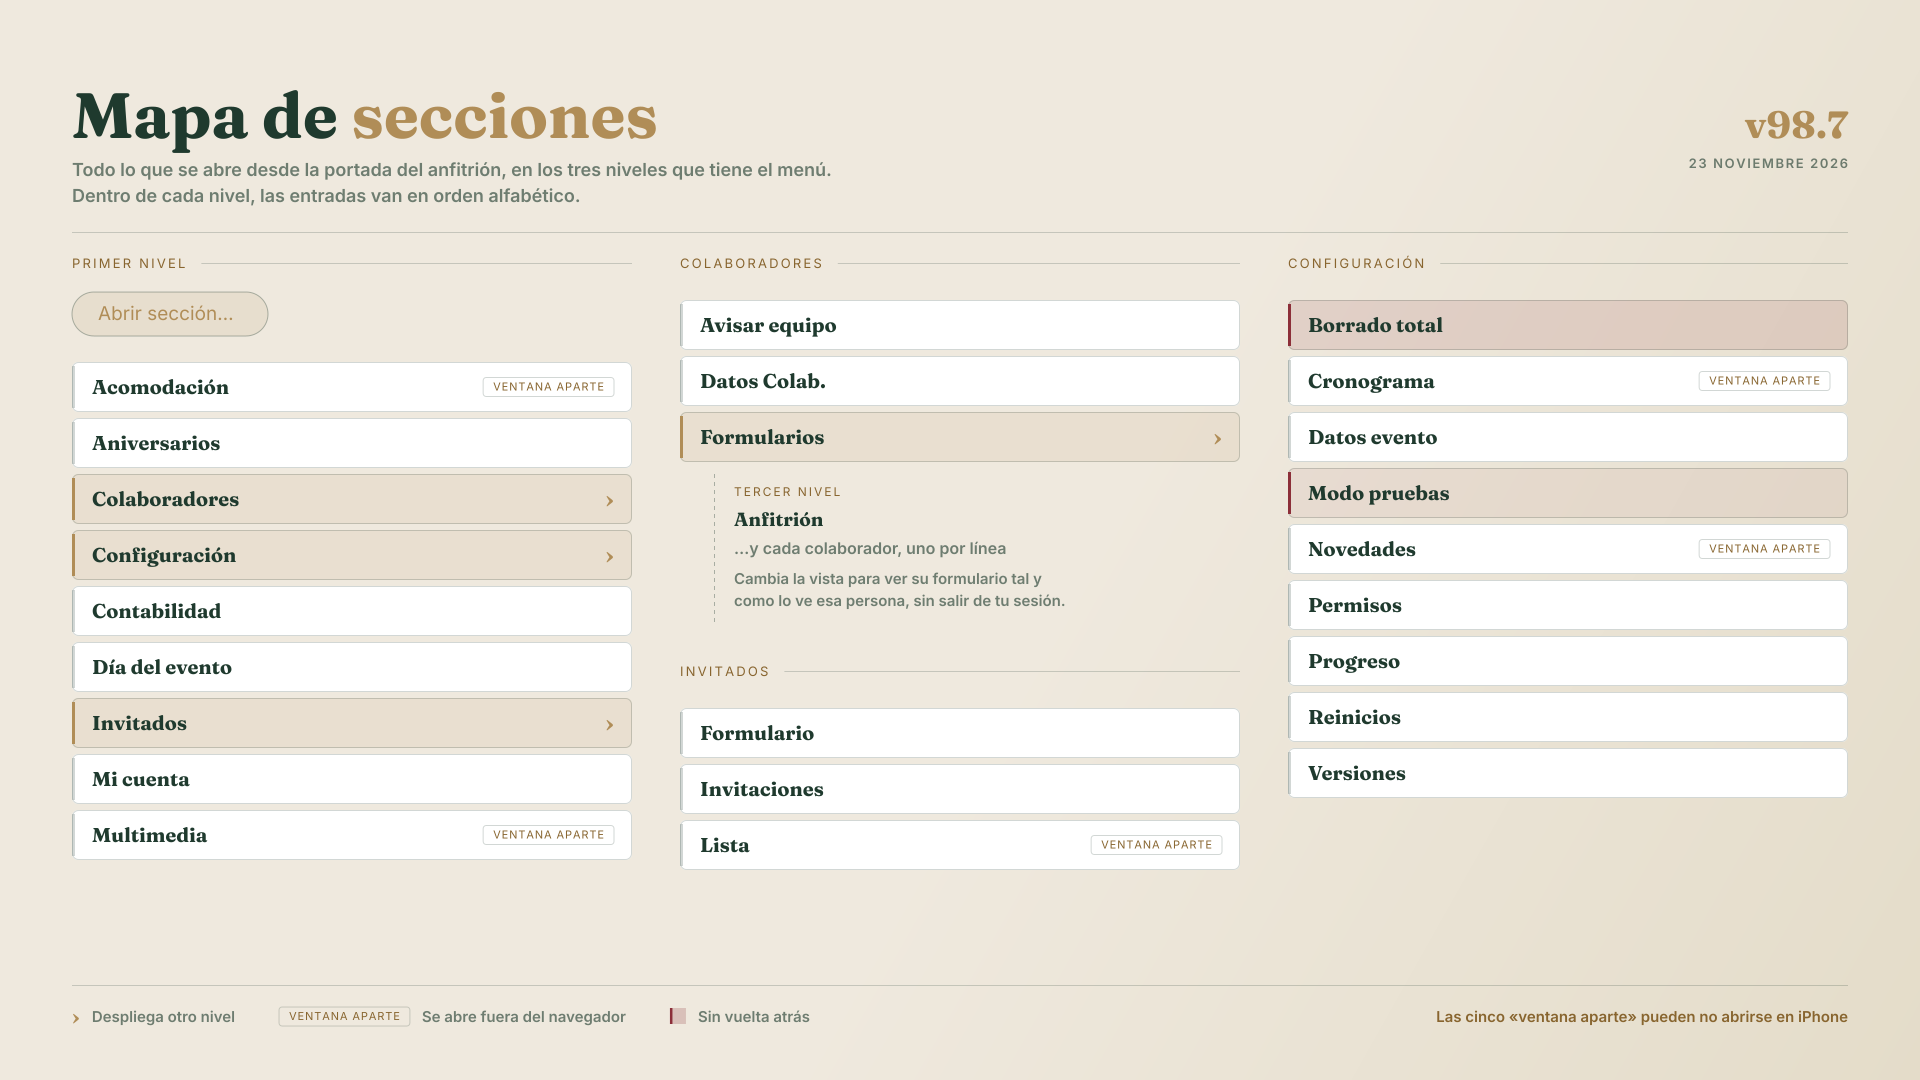 Mapa de secciones
Todo lo que se abre desde la portada del anfitrión, en los tres niveles que tiene el menú.
Dentro de cada nivel, las entradas van en orden alfabético.
v98.7
23 NOVIEMBRE 2026
PRIMER NIVEL
Abrir sección...
Acomodación VENTANA APARTE
Aniversarios
Colaboradores ›
Configuración ›
Contabilidad
Día del evento
Invitados ›
Mi cuenta
Multimedia VENTANA APARTE
COLABORADORES
Avisar equipo
Datos Colab.
Formularios ›
TERCER NIVEL
Anfitrión
...y cada colaborador, uno por línea
Cambia la vista para ver su formulario tal y
como lo ve esa persona, sin salir de tu sesión.
INVITADOS
Formulario
Invitaciones
Lista VENTANA APARTE
CONFIGURACIÓN
Borrado total
Cronograma VENTANA APARTE
Datos evento
Modo pruebas
Novedades VENTANA APARTE
Permisos
Progreso
Reinicios
Versiones
› Despliega otro nivel
VENTANA APARTE Se abre fuera del navegador
Sin vuelta atrás
Las cinco «ventana aparte» pueden no abrirse en iPhone